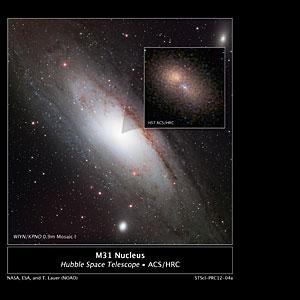 HST ACS/HRC
WIYN/KPNO 0.9m Mosaic I
M31 Nucleus
Hubble Space Telescope • ACS/HRC
NASA, ESA, and T. Lauer (NOAO)
STScI-PRC12-04a